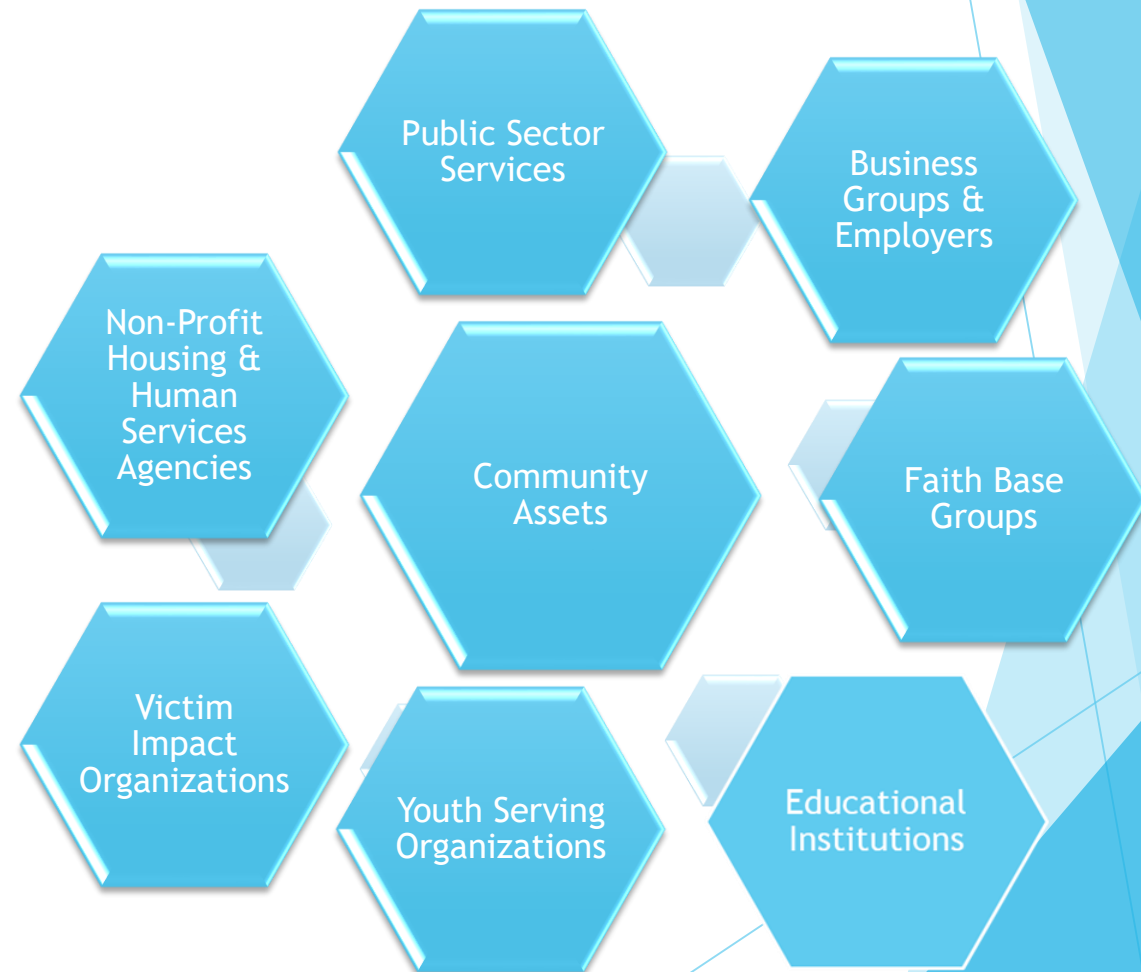 Public Sector
Services
Business
Groups &
Employers
Non-Profit
Housing &
Human
Services
Agencies
Community
Assets
Faith Base
Groups
Victim
Impact
Organizations
Youth Serving
Organizations
Educational
Institutions